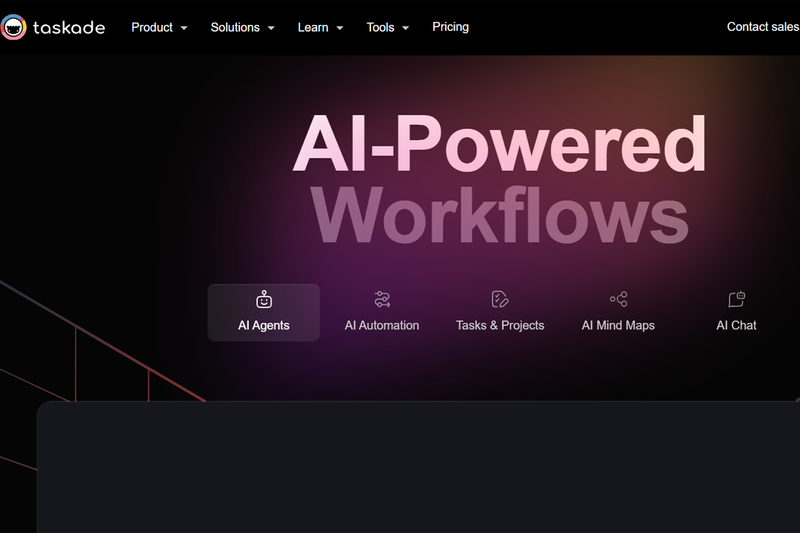 taskade Product Solutions Learn Tools Pricing Contact sales
AI-Powered
Workflows
AI Agents AI Automation Tasks & Projects AI Mind Maps AI Chat